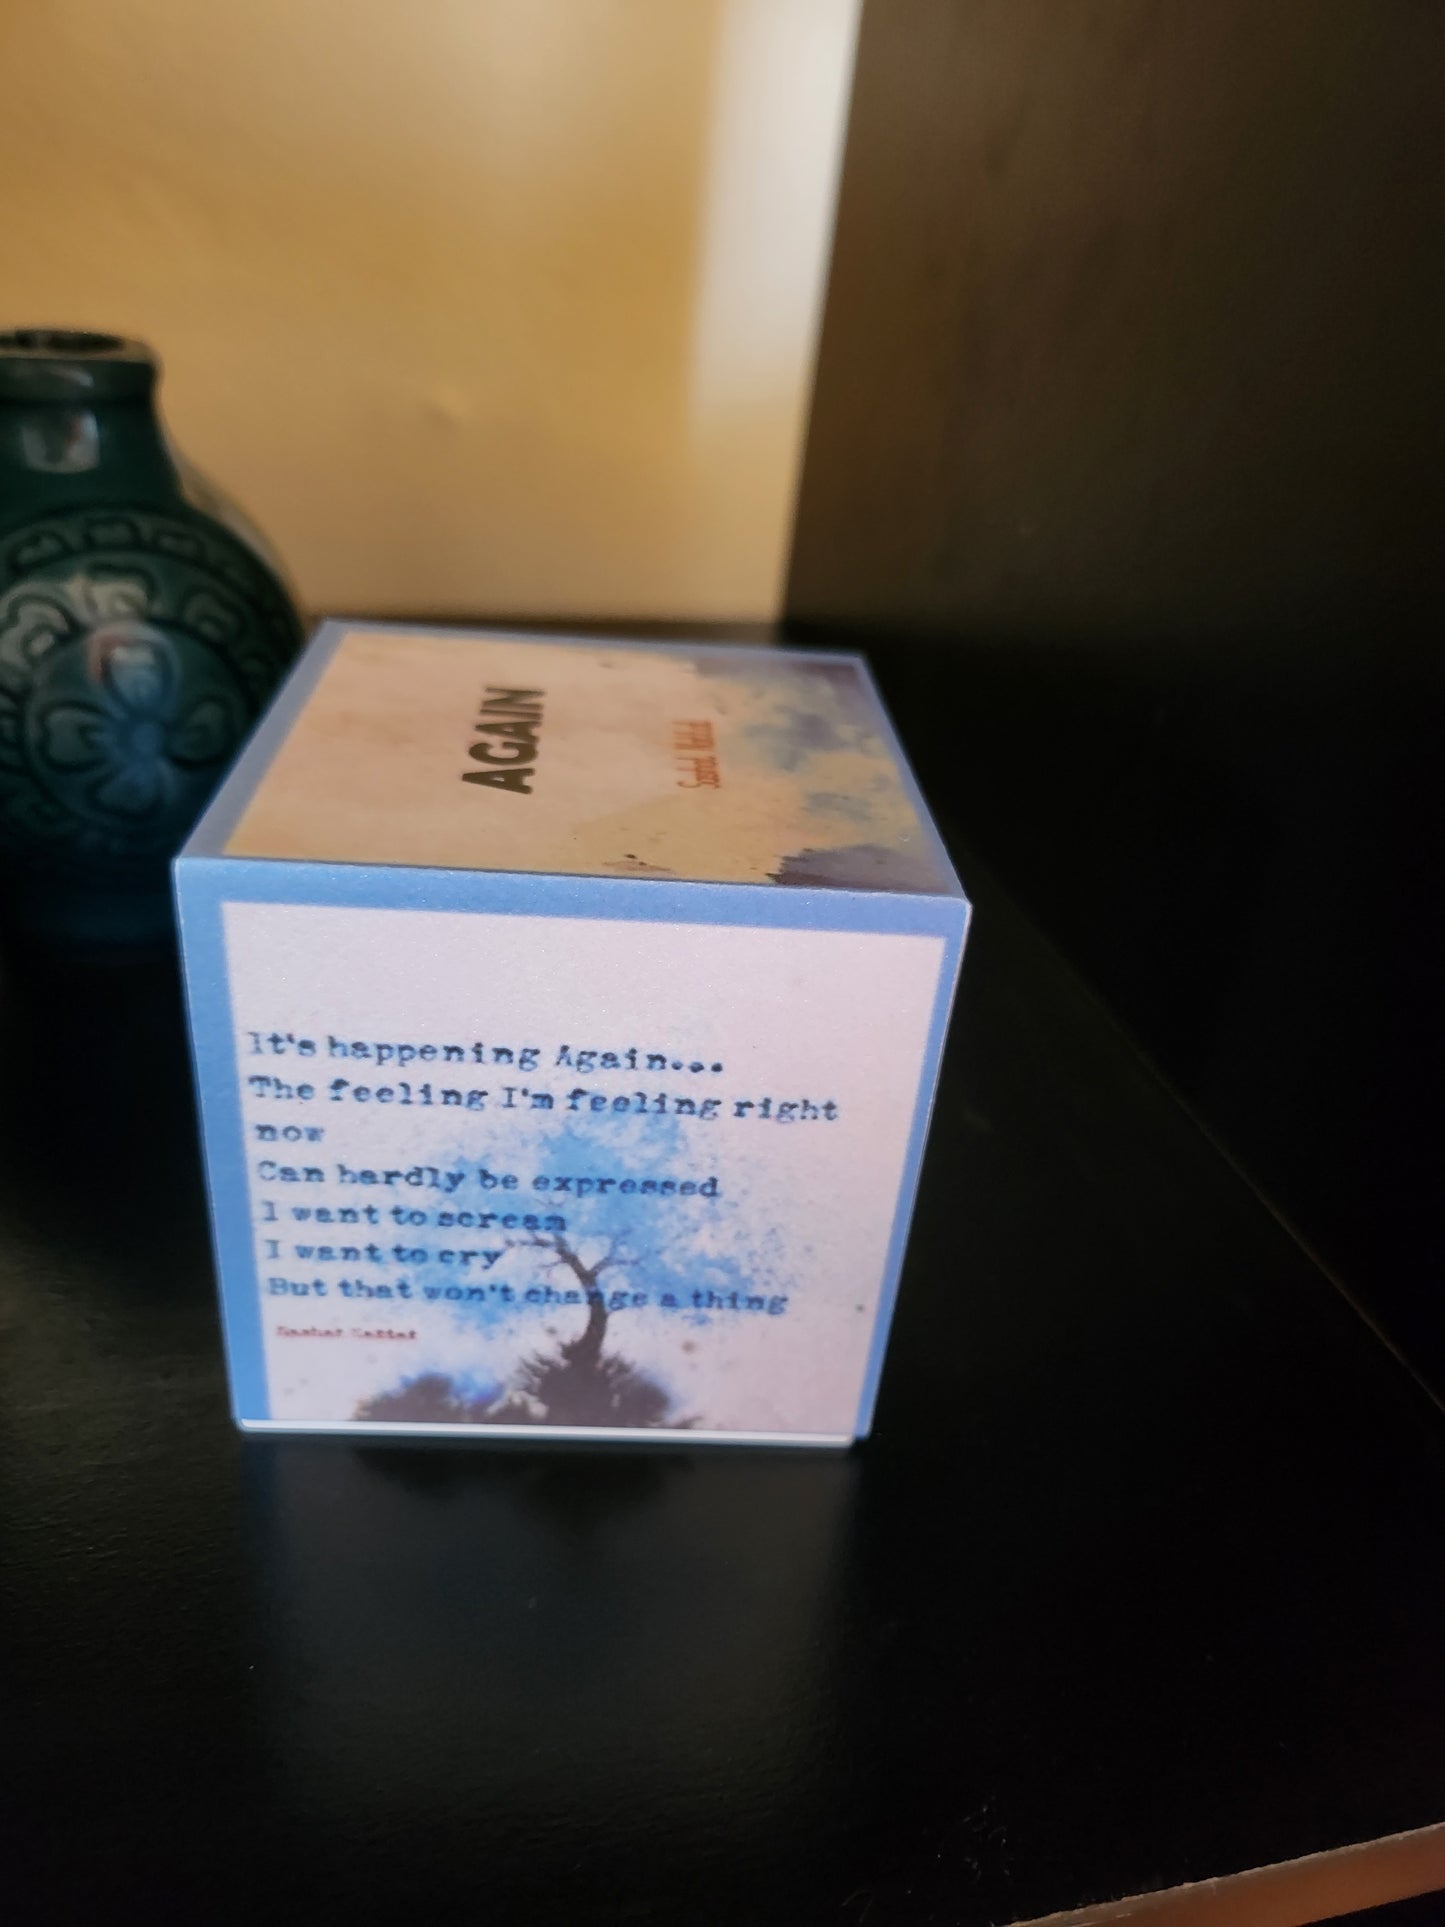 AGAIN
It's happening Again...
The feeling I'm feeling right
now
Can hardly be expressed
I want to scream
I want to cry
But that won't change a thing